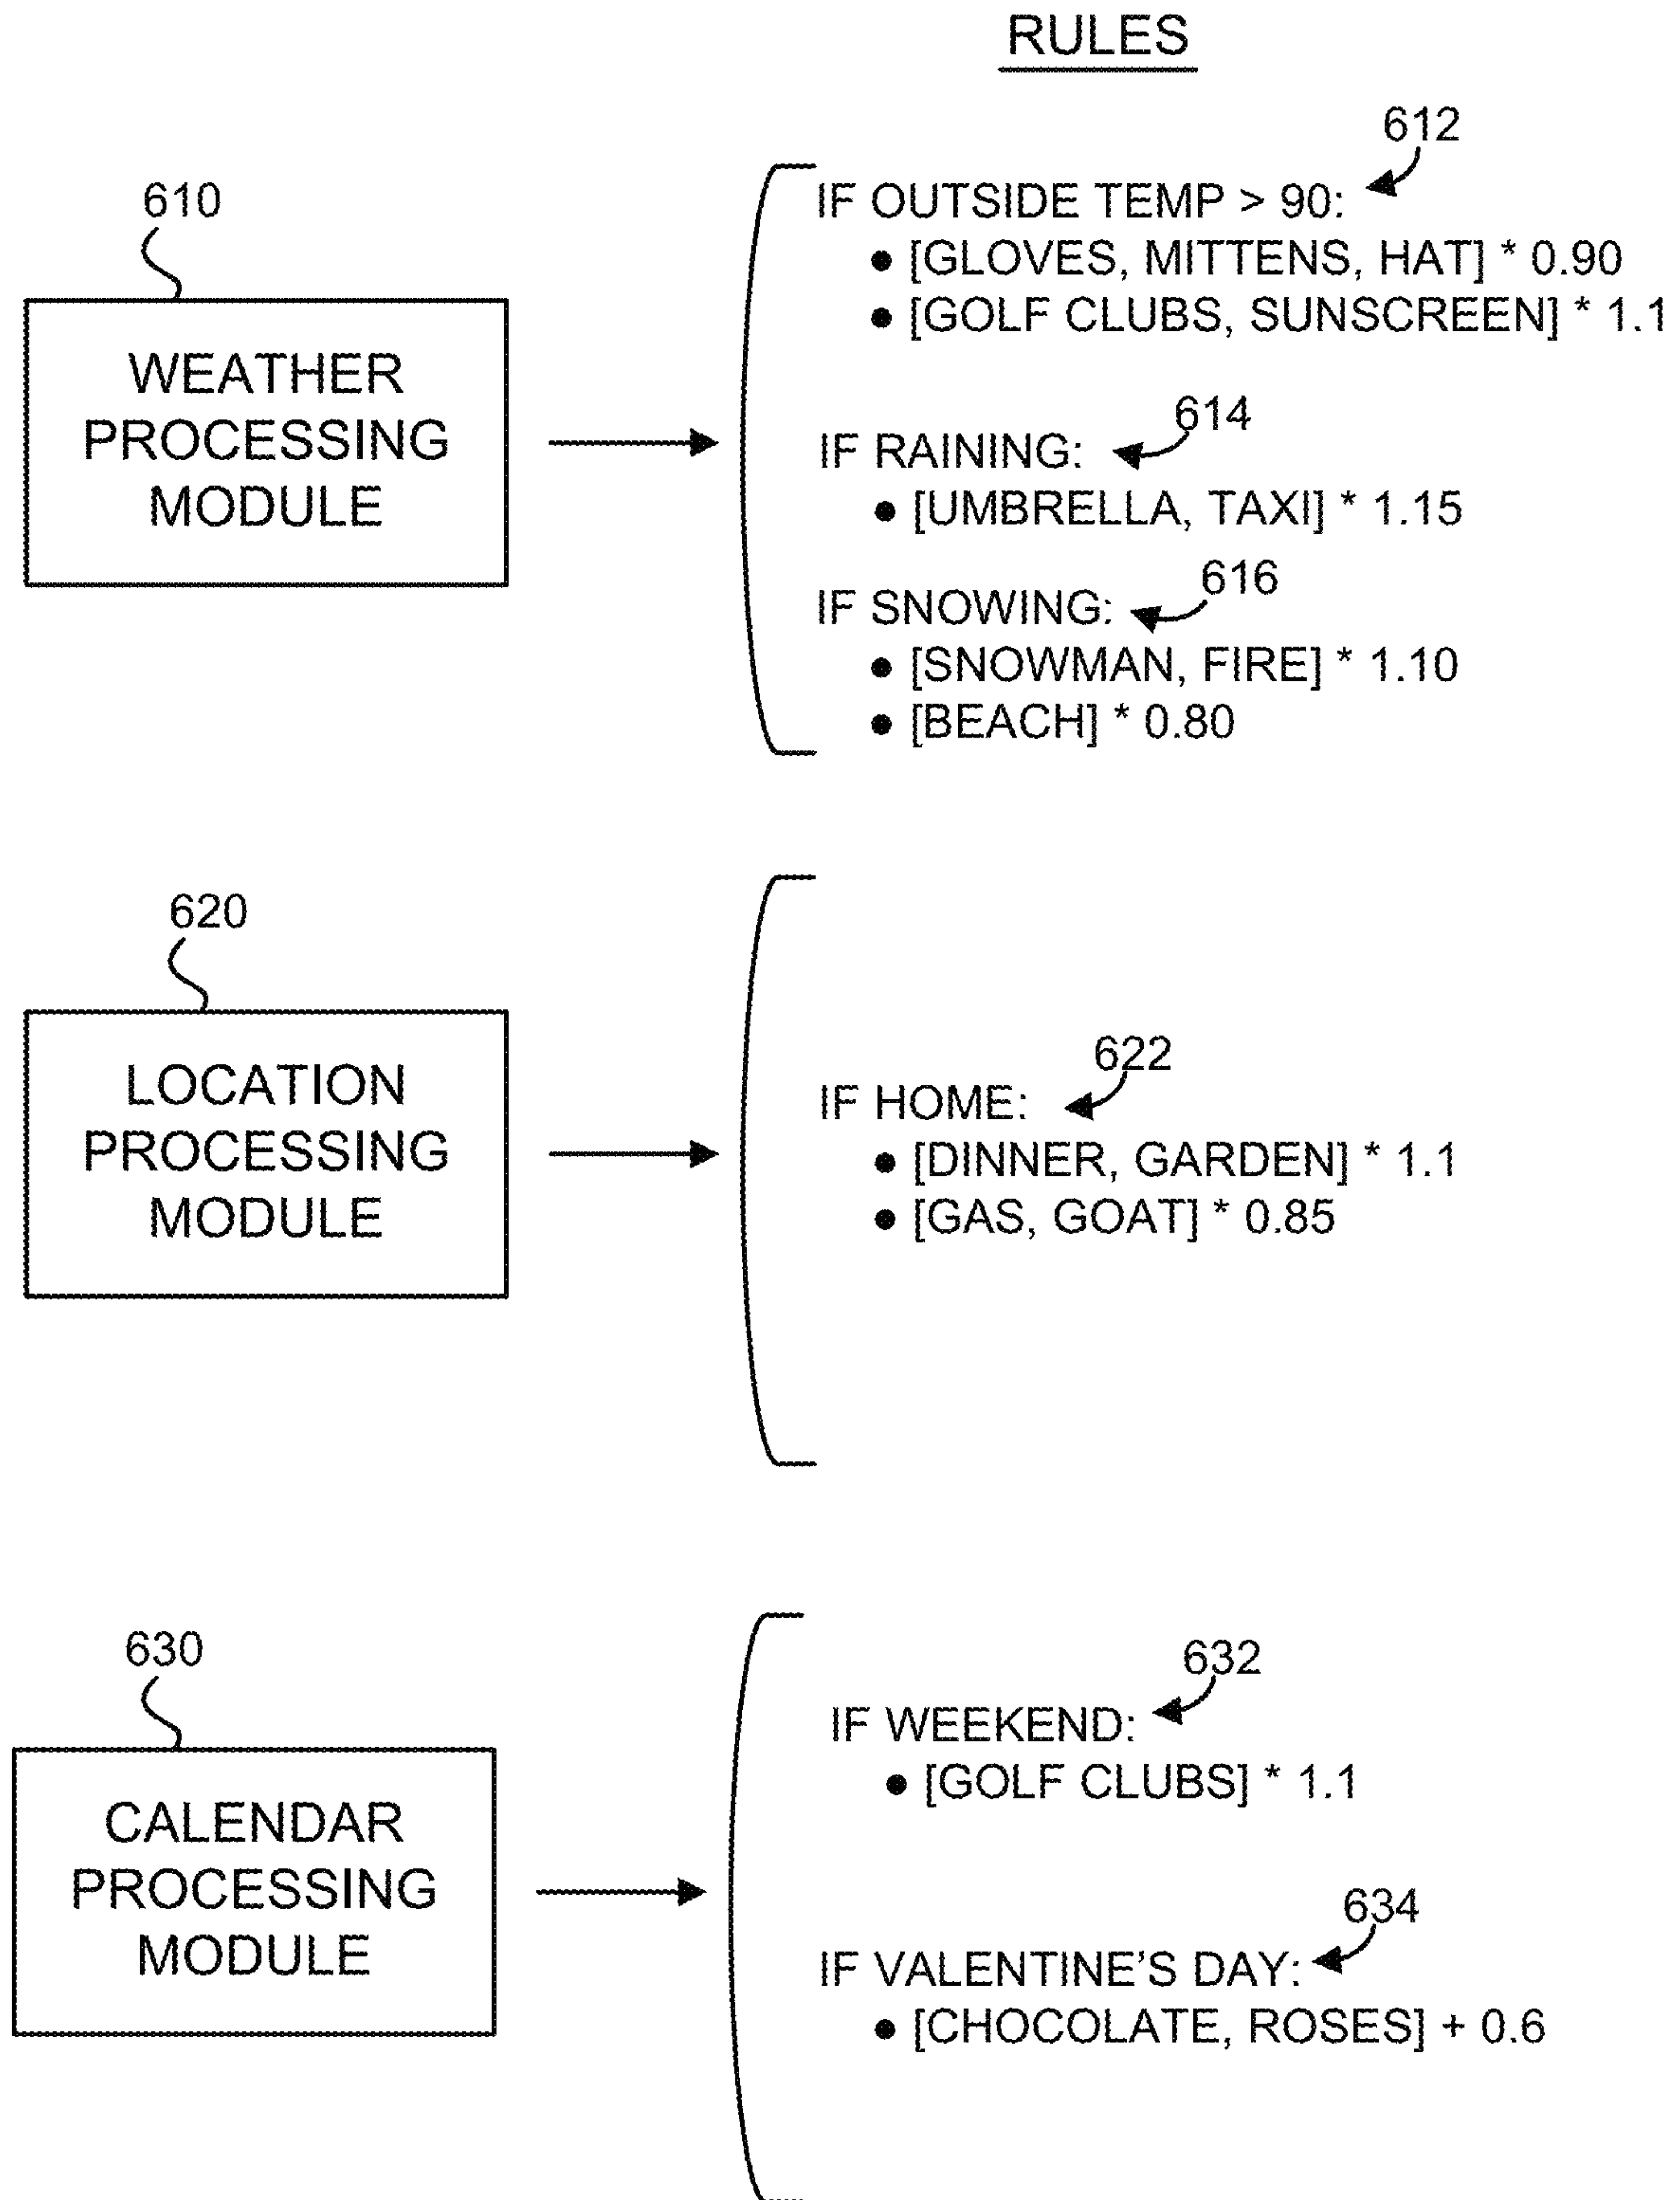 RULES
610
WEATHER
PROCESSING
MODULE
612
IF OUTSIDE TEMP > 90:
• [GLOVES, MITTENS, HAT] * 0.90
• [GOLF CLUBS, SUNSCREEN] * 1.1
614
IF RAINING:
• [UMBRELLA, TAXI] * 1.15
616
IF SNOWING:
• [SNOWMAN, FIRE] * 1.10
• [BEACH] * 0.80
620
LOCATION
PROCESSING
MODULE
622
IF HOME:
• [DINNER, GARDEN] * 1.1
• [GAS, GOAT] * 0.85
630
CALENDAR
PROCESSING
MODULE
632
IF WEEKEND:
• [GOLF CLUBS] * 1.1
634
IF VALENTINE'S DAY:
• [CHOCOLATE, ROSES] + 0.6